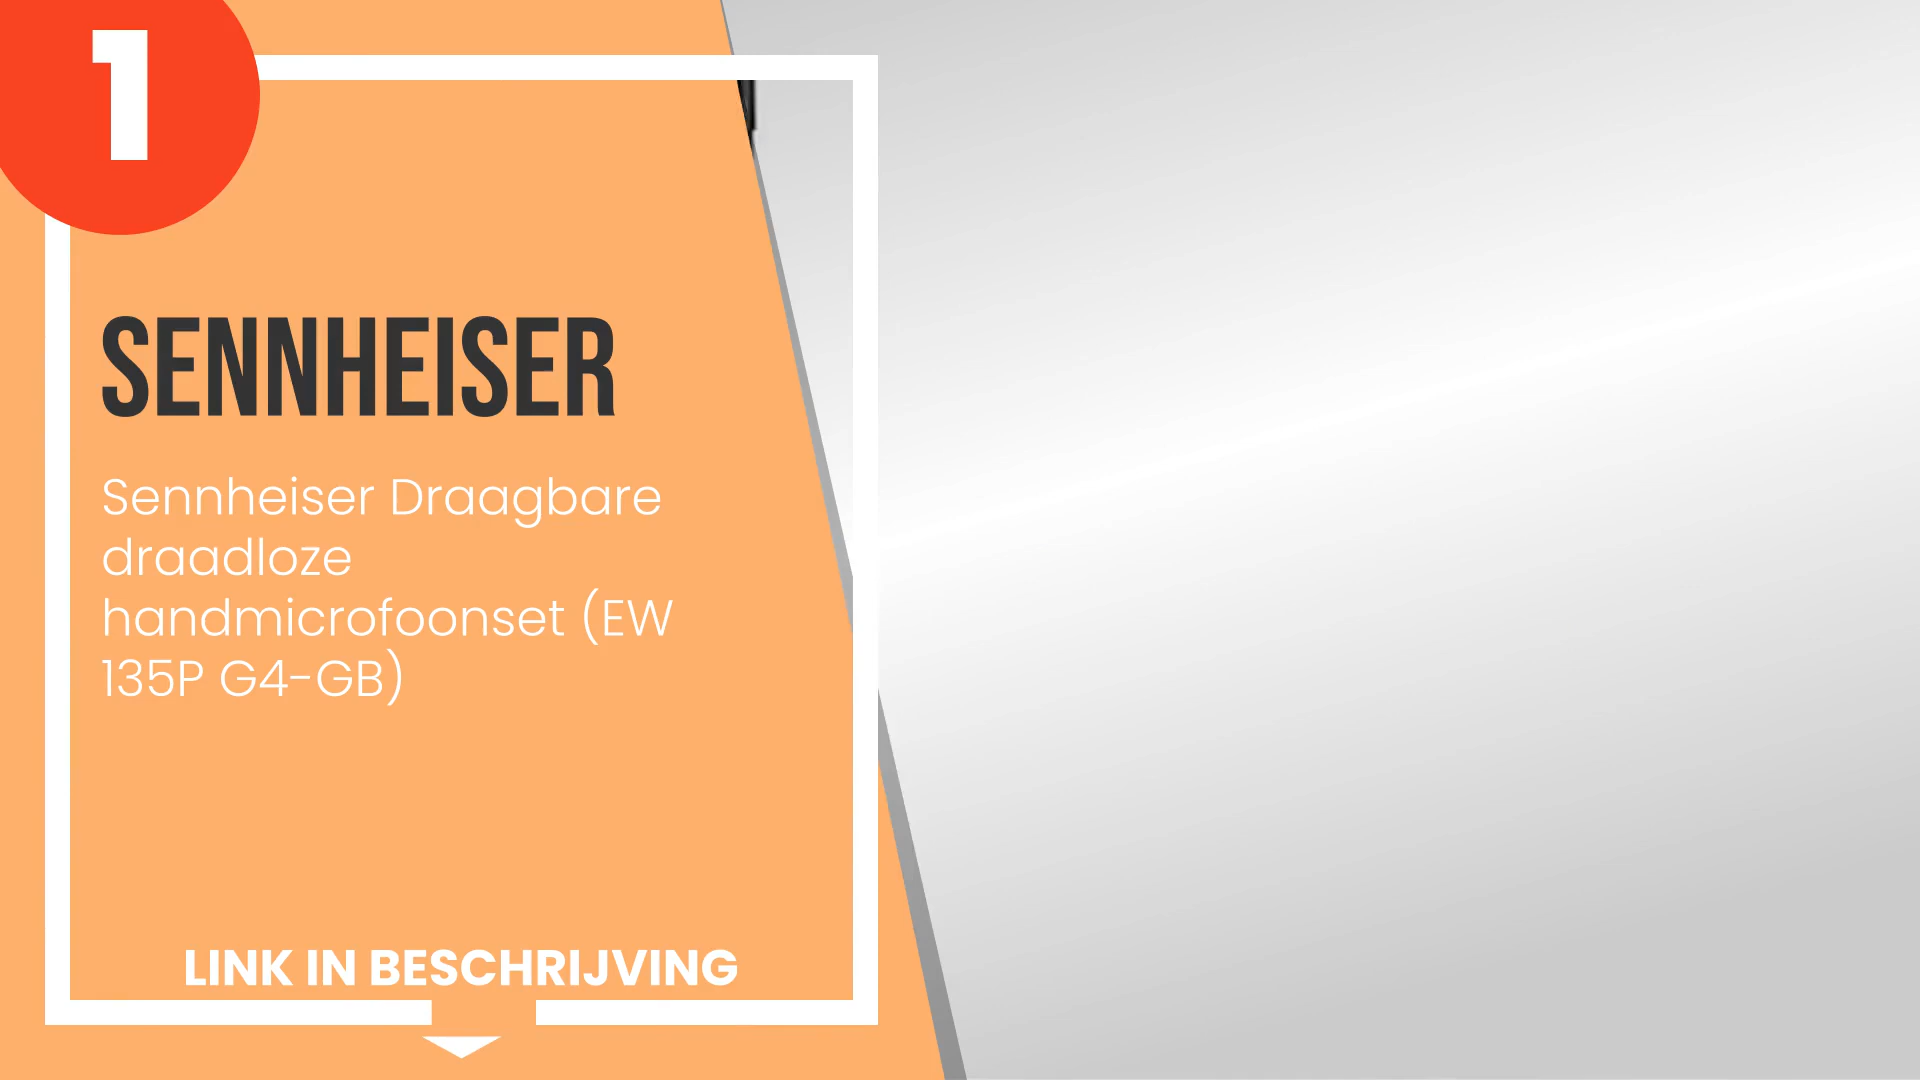 1
SENNHEISER
Sennheiser Draagbare
draadloze
handmicrofoonset (EW
135P G4-GB)
LINK IN BESCHRIJVING